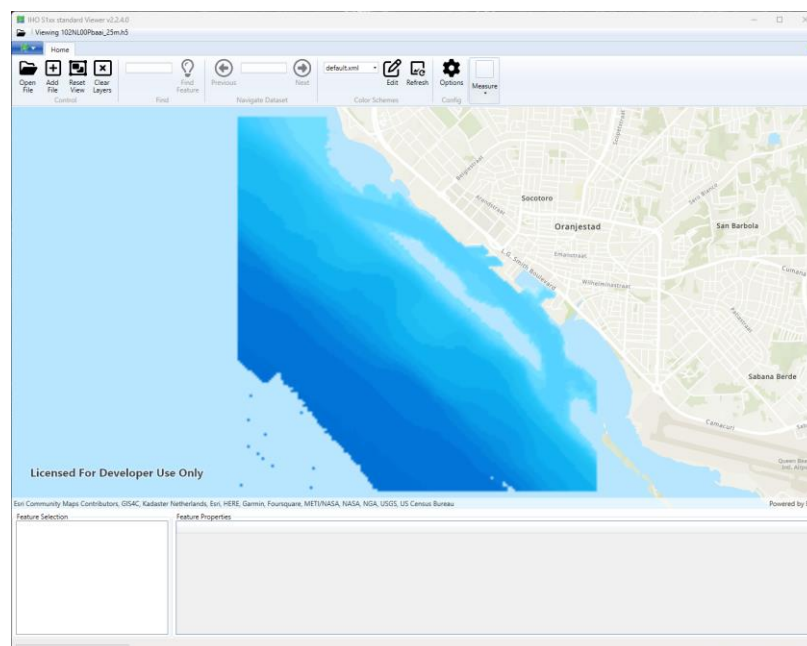 IHO S1xx standard Viewer v2.2.4.0
Viewing 102NL00Pbaai_25m.h5
Home
Open File
Add File
Reset View
Clear Layers
Find Feature
Previous
Next
default.xml
Edit
Refresh
Options
Measure
Control
Find
Navigate Dataset
Color Schemes
Config
Belgiestraat
Socotoro
Oranjestad
San Barbola
Emanstraat
L.G. Smith Boulevard
Wilhelminastraat
Sabana Berde
Camacuri
Licensed For Developer Use Only
Esri Community Maps Contributors, GIS4C, Kadaster Netherlands, Esri, HERE, Garmin, Foursquare, METI/NASA, NASA, NGA, USGS, US Census Bureau
Powered by
Feature Selection
Feature Properties